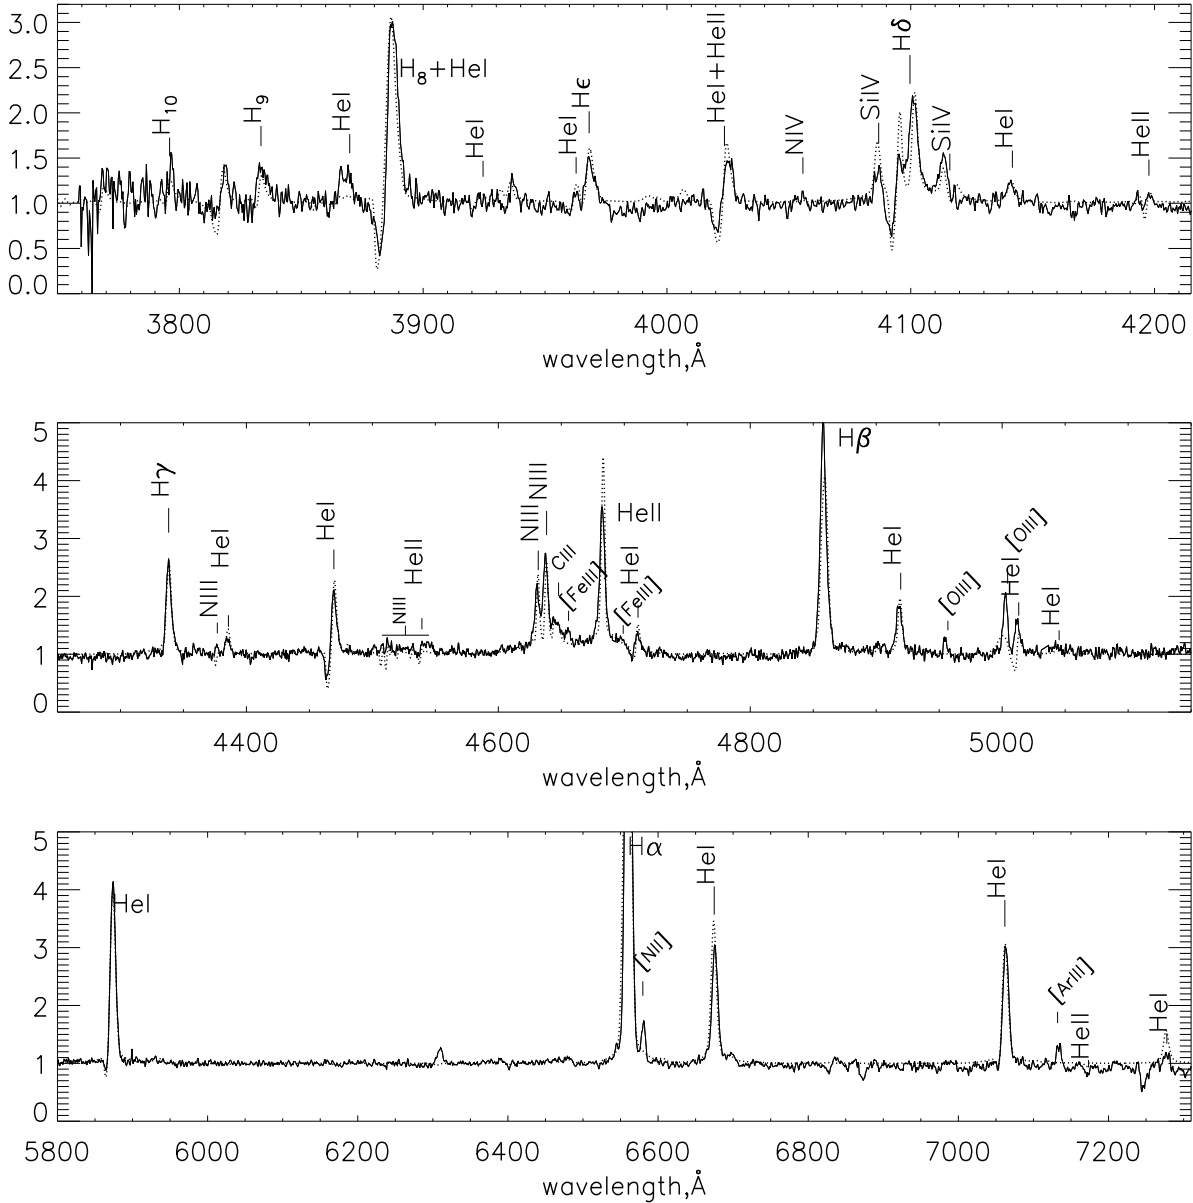 3.0
2.5
2.0
1.5
1.0
0.5
0.0
H10
H9
HeI
H8+HeI
HeI
HeI
Hϵ
HeI+HeII
NIV
SiIV
Hδ
SiIV
HeI
HeII
3800 3900 4000 4100 4200
wavelength,Å
5
4
3
2
1
0
Hγ
NIII
HeI
HeI
NIII
HeII
NIII
NIII
CIII
[FeIII]
HeII
HeI
[FeIII]
Hβ
HeI
[OIII]
HeI
[OIII]
HeI
4400 4600 4800 5000
wavelength,Å
5
4
3
2
1
0
HeI
Hα
[NII]
HeI
HeI
[ArIII]
HeII
HeI
5800 6000 6200 6400 6600 6800 7000 7200
wavelength,Å